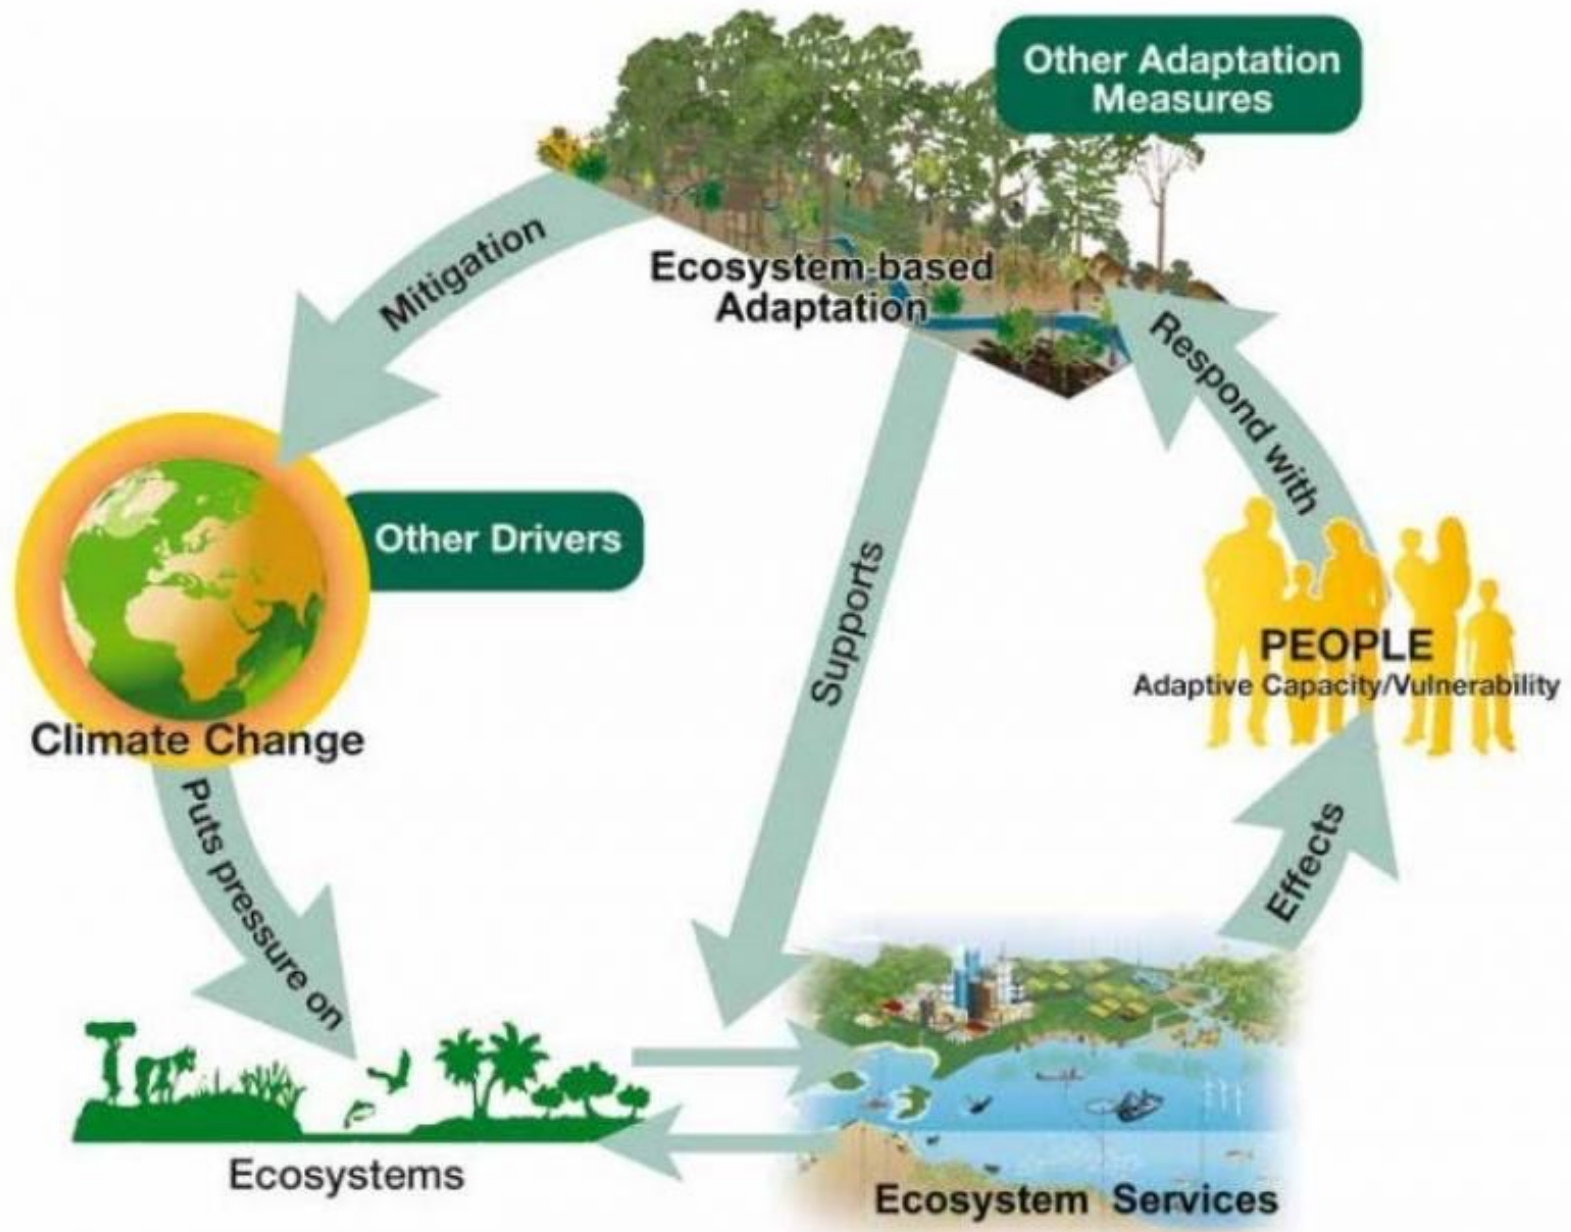 Other Adaptation
Measures
Mitigation
Ecosystem-based
Adaptation
Respond with
Other Drivers
Supports
PEOPLE
Adaptive Capacity/Vulnerability
Climate Change
Puts pressure on
Effects
Ecosystems
Ecosystem Services